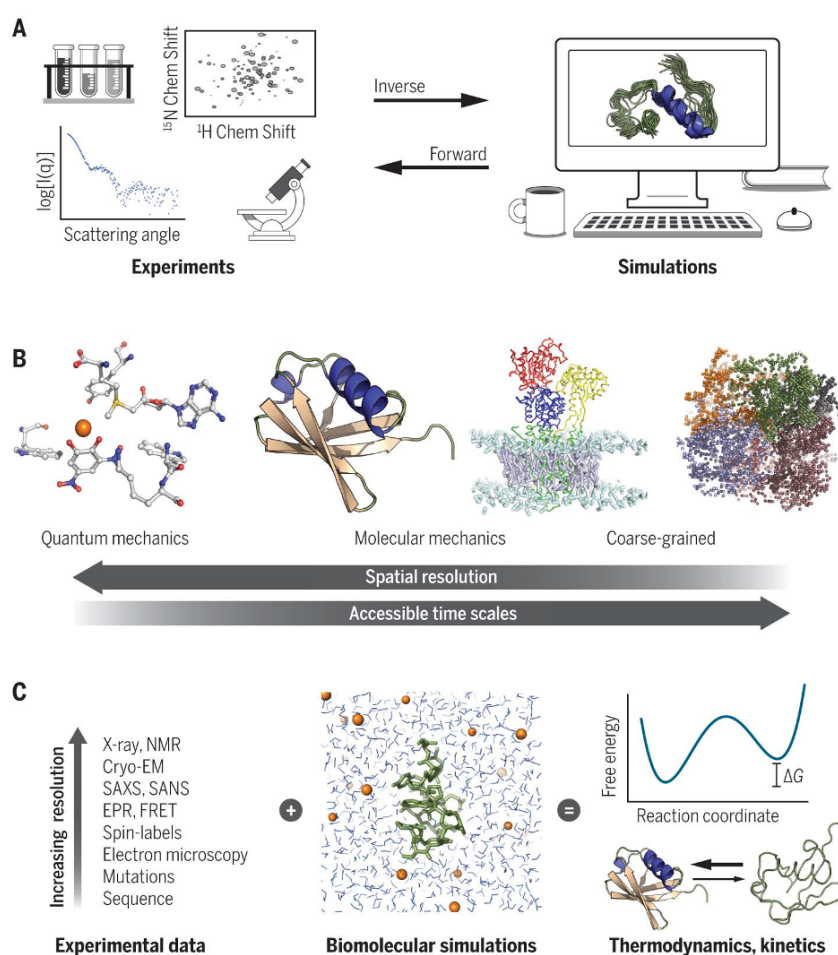 A
¹⁵N Chem Shift
¹H Chem Shift
log[I(q)]
Scattering angle
Experiments
Inverse
Forward
Simulations
B
Quantum mechanics
Molecular mechanics
Coarse-grained
Spatial resolution
Accessible time scales
C
Increasing resolution
X-ray, NMR
Cryo-EM
SAXS, SANS
EPR, FRET
Spin-labels
Electron microscopy
Mutations
Sequence
Experimental data
+
Biomolecular simulations
=
Free energy
ΔG
Reaction coordinate
Thermodynamics, kinetics